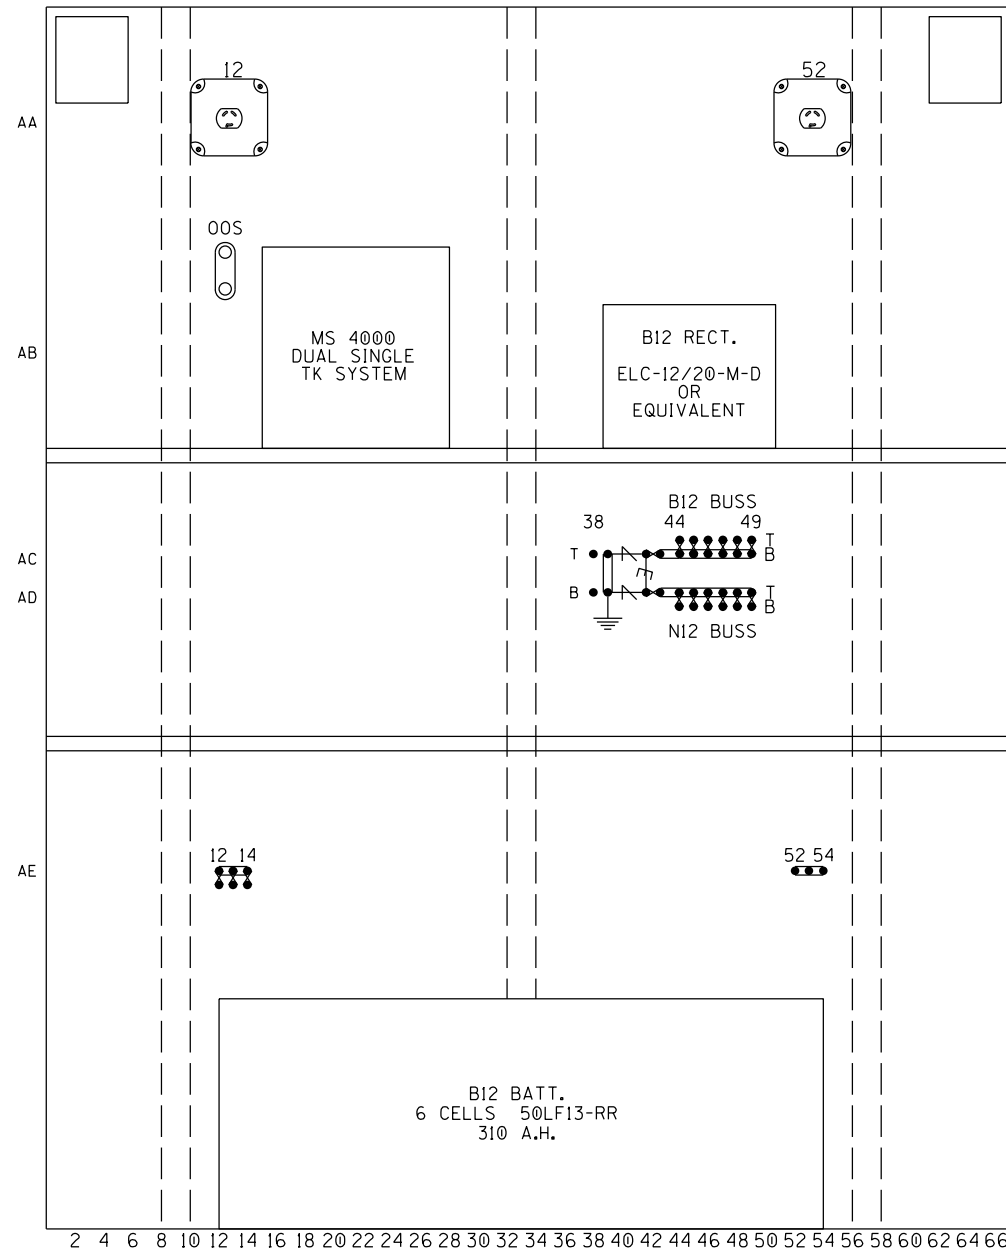 12
52
AA
OOS
AB
MS 4000
DUAL SINGLE
TK SYSTEM
B12 RECT.
ELC-12/20-M-D
OR
EQUIVALENT
B12 BUSS
38 44 49
T
T
B
AC
AD
B
T
B
N12 BUSS
AE
12 14
52 54
B12 BATT.
6 CELLS 50LF13-RR
310 A.H.
2 4 6 8 10 12 14 16 18 20 22 24 26 28 30 32 34 36 38 40 42 44 46 48 50 52 54 56 58 60 62 64 66